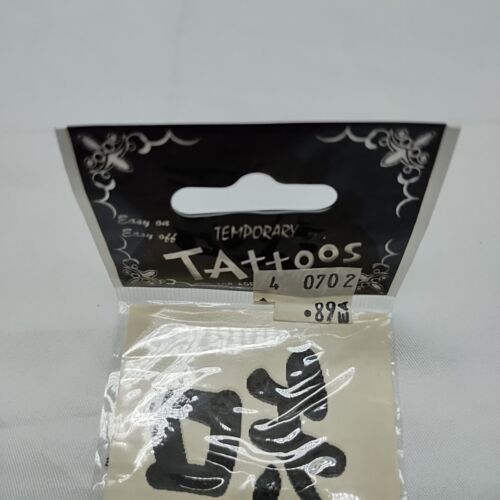 Easy on
Easy off
TEMPORARY
TATTOOS
4 0702
.89 EA